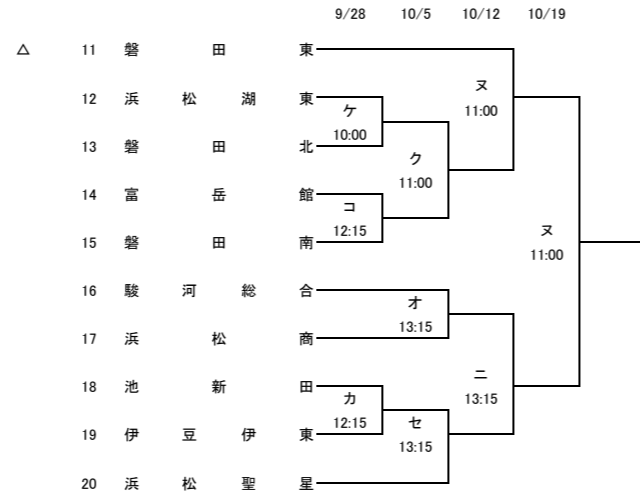 9/28 10/5 10/12 10/19
△ 11 磐田東
ヌ
12 浜松湖東
ケ
11:00
10:00
13 磐田北
ク
11:00
14 富岳館
コ
12:15
ヌ
15 磐田南
11:00
16 駿河総合
オ
13:15
17 浜松商
ニ
18 池新田
カ
13:15
12:15
セ
19 伊豆伊東
13:15
20 浜松聖星